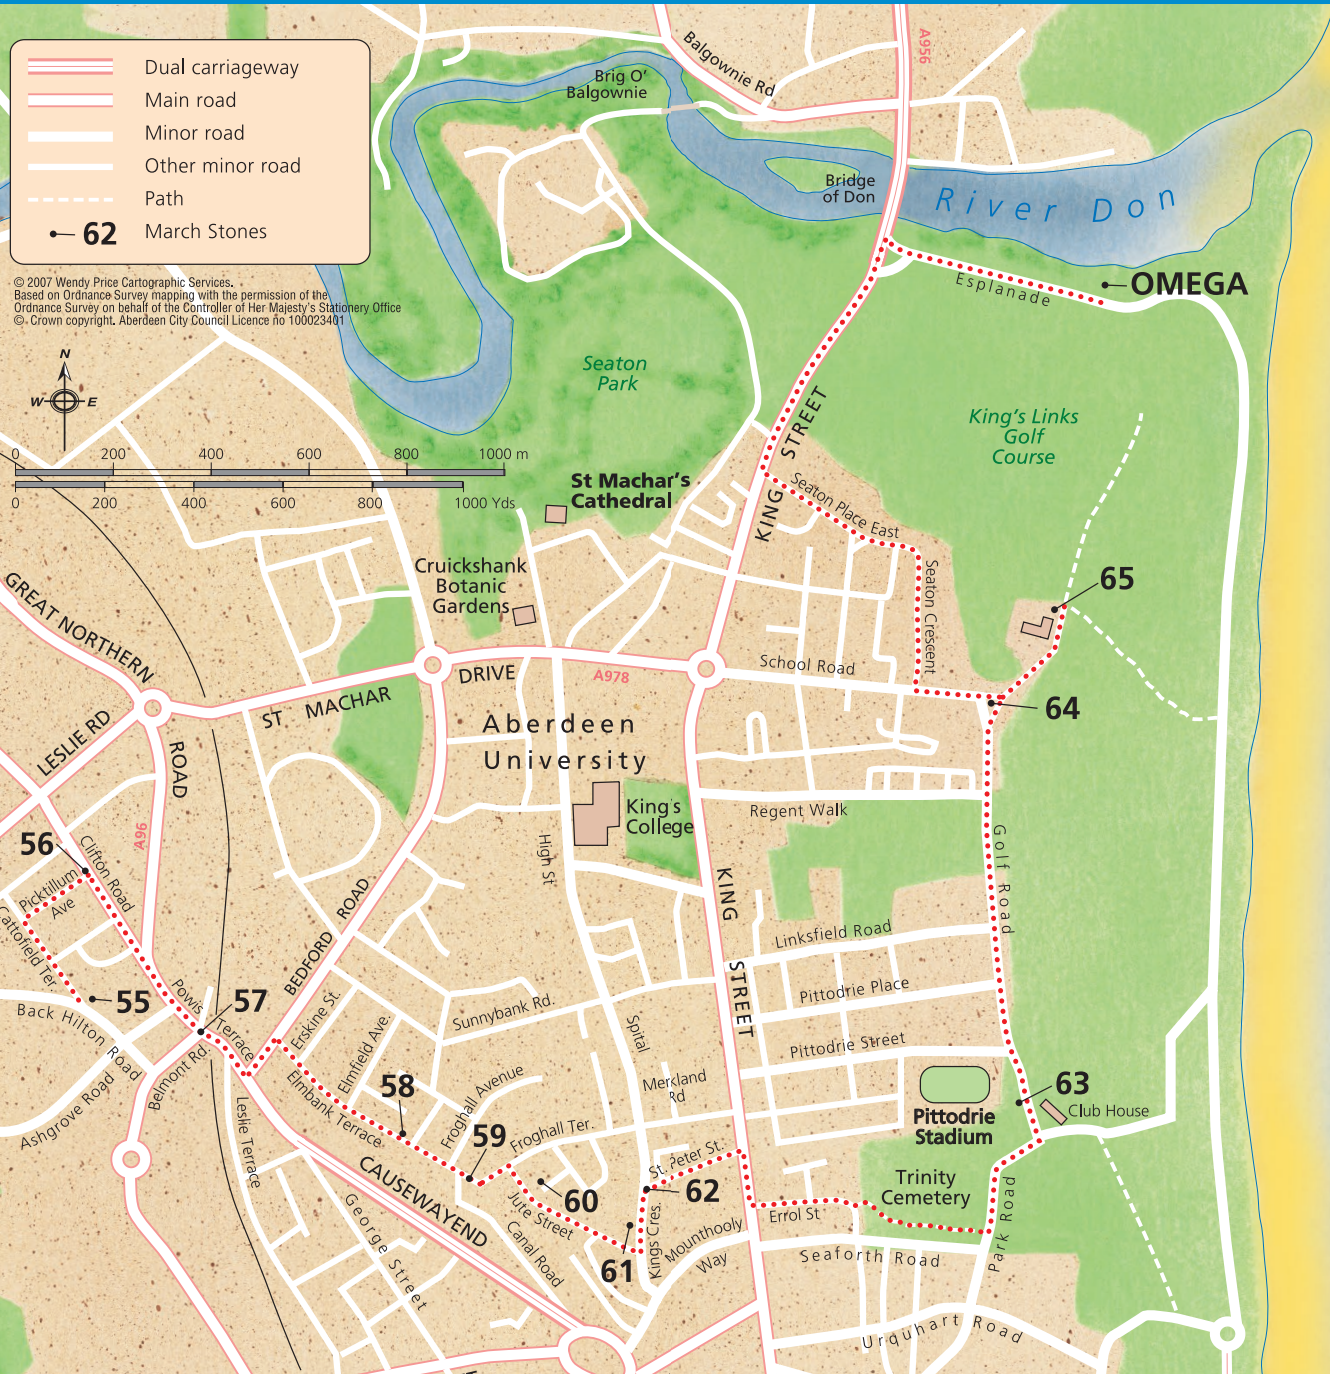 Dual carriageway
Main road
Minor road
Other minor road
Path
62 March Stones
© 2007 Wendy Price Cartographic Services.
Based on Ordnance Survey mapping with the permission of the
Ordnance Survey on behalf of the Controller of Her Majesty's Stationery Office
© Crown copyright. Aberdeen City Council Licence no 100023401
N
W
E
0 200 400 600 800 1000 m
0 200 400 600 800 1000 Yds
Balgownie Rd
A956
Brig O'
Balgownie
Bridge
of Don
River Don
Esplanade
OMEGA
Seaton
Park
KING STREET
King's Links
Golf
Course
St Machar's
Cathedral
Seaton Place East
Cruickshank
Botanic
Gardens
Seaton Crescent
65
GREAT NORTHERN
ROAD
ST MACHAR
DRIVE
A978
School Road
64
LESLIE RD
Aberdeen
University
King's
College
Regent Walk
A96
56
Clifton Road
Picktillum
Ave
Cattofield Ter.
High St
Golf Road
KING
STREET
BEDFORD ROAD
Linksfield Road
Pittodrie Place
Pittodrie Street
55
Back Hilton Road
Powis
Terrace
57
Erskine St.
Sunnybank Rd.
Spital
Elmfield Ave.
Elmbank Terrace
58
Froghall Avenue
Merkland
Rd
63
Club House
Pittodrie
Stadium
Ashgrove Road
Belmont Rd.
Leslie Terrace
59
Froghall Ter.
St. Peter St.
62
Trinity
Cemetery
60
Jute Street
Canal Road
CAUSEWAYEND
George Street
61
Kings Cres.
Mounthooly
Way
Errol St
Seaforth Road
Park Road
Urquhart Road